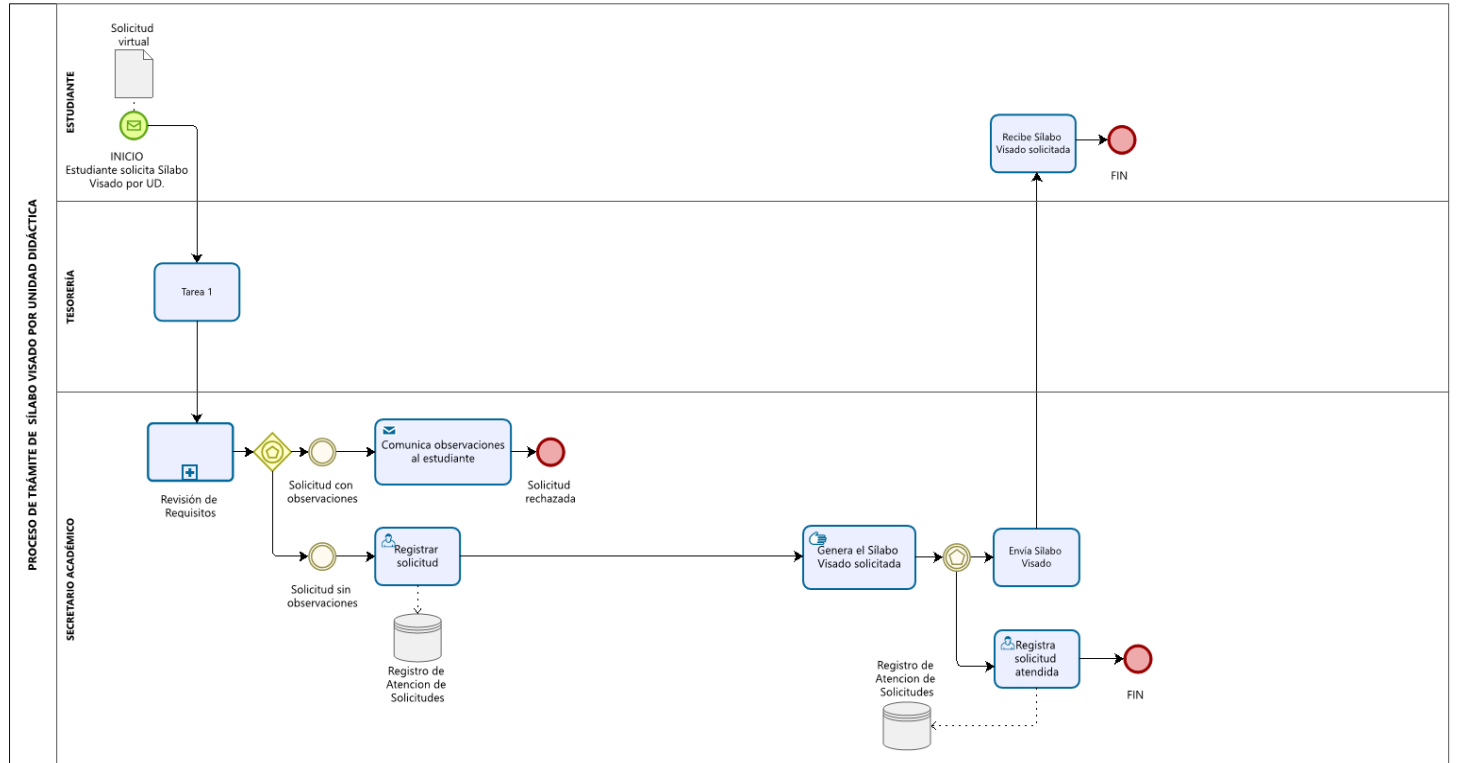 PROCESO DE TRÁMITE DE SÍLABO VISADO POR UNIDAD DIDÁCTICA
ESTUDIANTE
Solicitud
virtual
INICIO
Estudiante solicita Sílabo
Visado por UD.
Recibe Sílabo
Visado solicitada
FIN
TESORERÍA
Tarea 1
SECRETARIO ACADÉMICO
Revisión de
Requisitos
Solicitud con
observaciones
Comunica observaciones
al estudiante
Solicitud
rechazada
Solicitud sin
observaciones
Registrar
solicitud
Registro de
Atencion de
Solicitudes
Genera el Sílabo
Visado solicitada
Envía Sílabo
Visado
Registra
solicitud
atendida
FIN
Registro de
Atencion de
Solicitudes